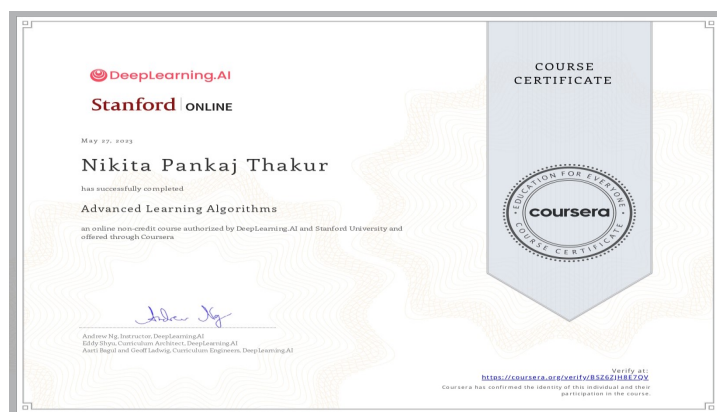 DeepLearning.AI
Stanford ONLINE
May 27, 2023
Nikita Pankaj Thakur
has successfully completed
Advanced Learning Algorithms
an online non-credit course authorized by DeepLearning.AI and Stanford University and
offered through Coursera
Andrew Ng
Andrew Ng, Instructor, DeepLearning.AI
Eddy Shyu, Curriculum Architect, DeepLearning.AI
Aarti Bagul and Geoff Ladwig, Curriculum Engineers, DeepLearning.AI
COURSE
CERTIFICATE
EDUCATION FOR EVERYONE
coursera
COURSE CERTIFICATE
Verify at:
https://coursera.org/verify/B5Z6ZJH8E7QV
Coursera has confirmed the identity of this individual and their
participation in the course.